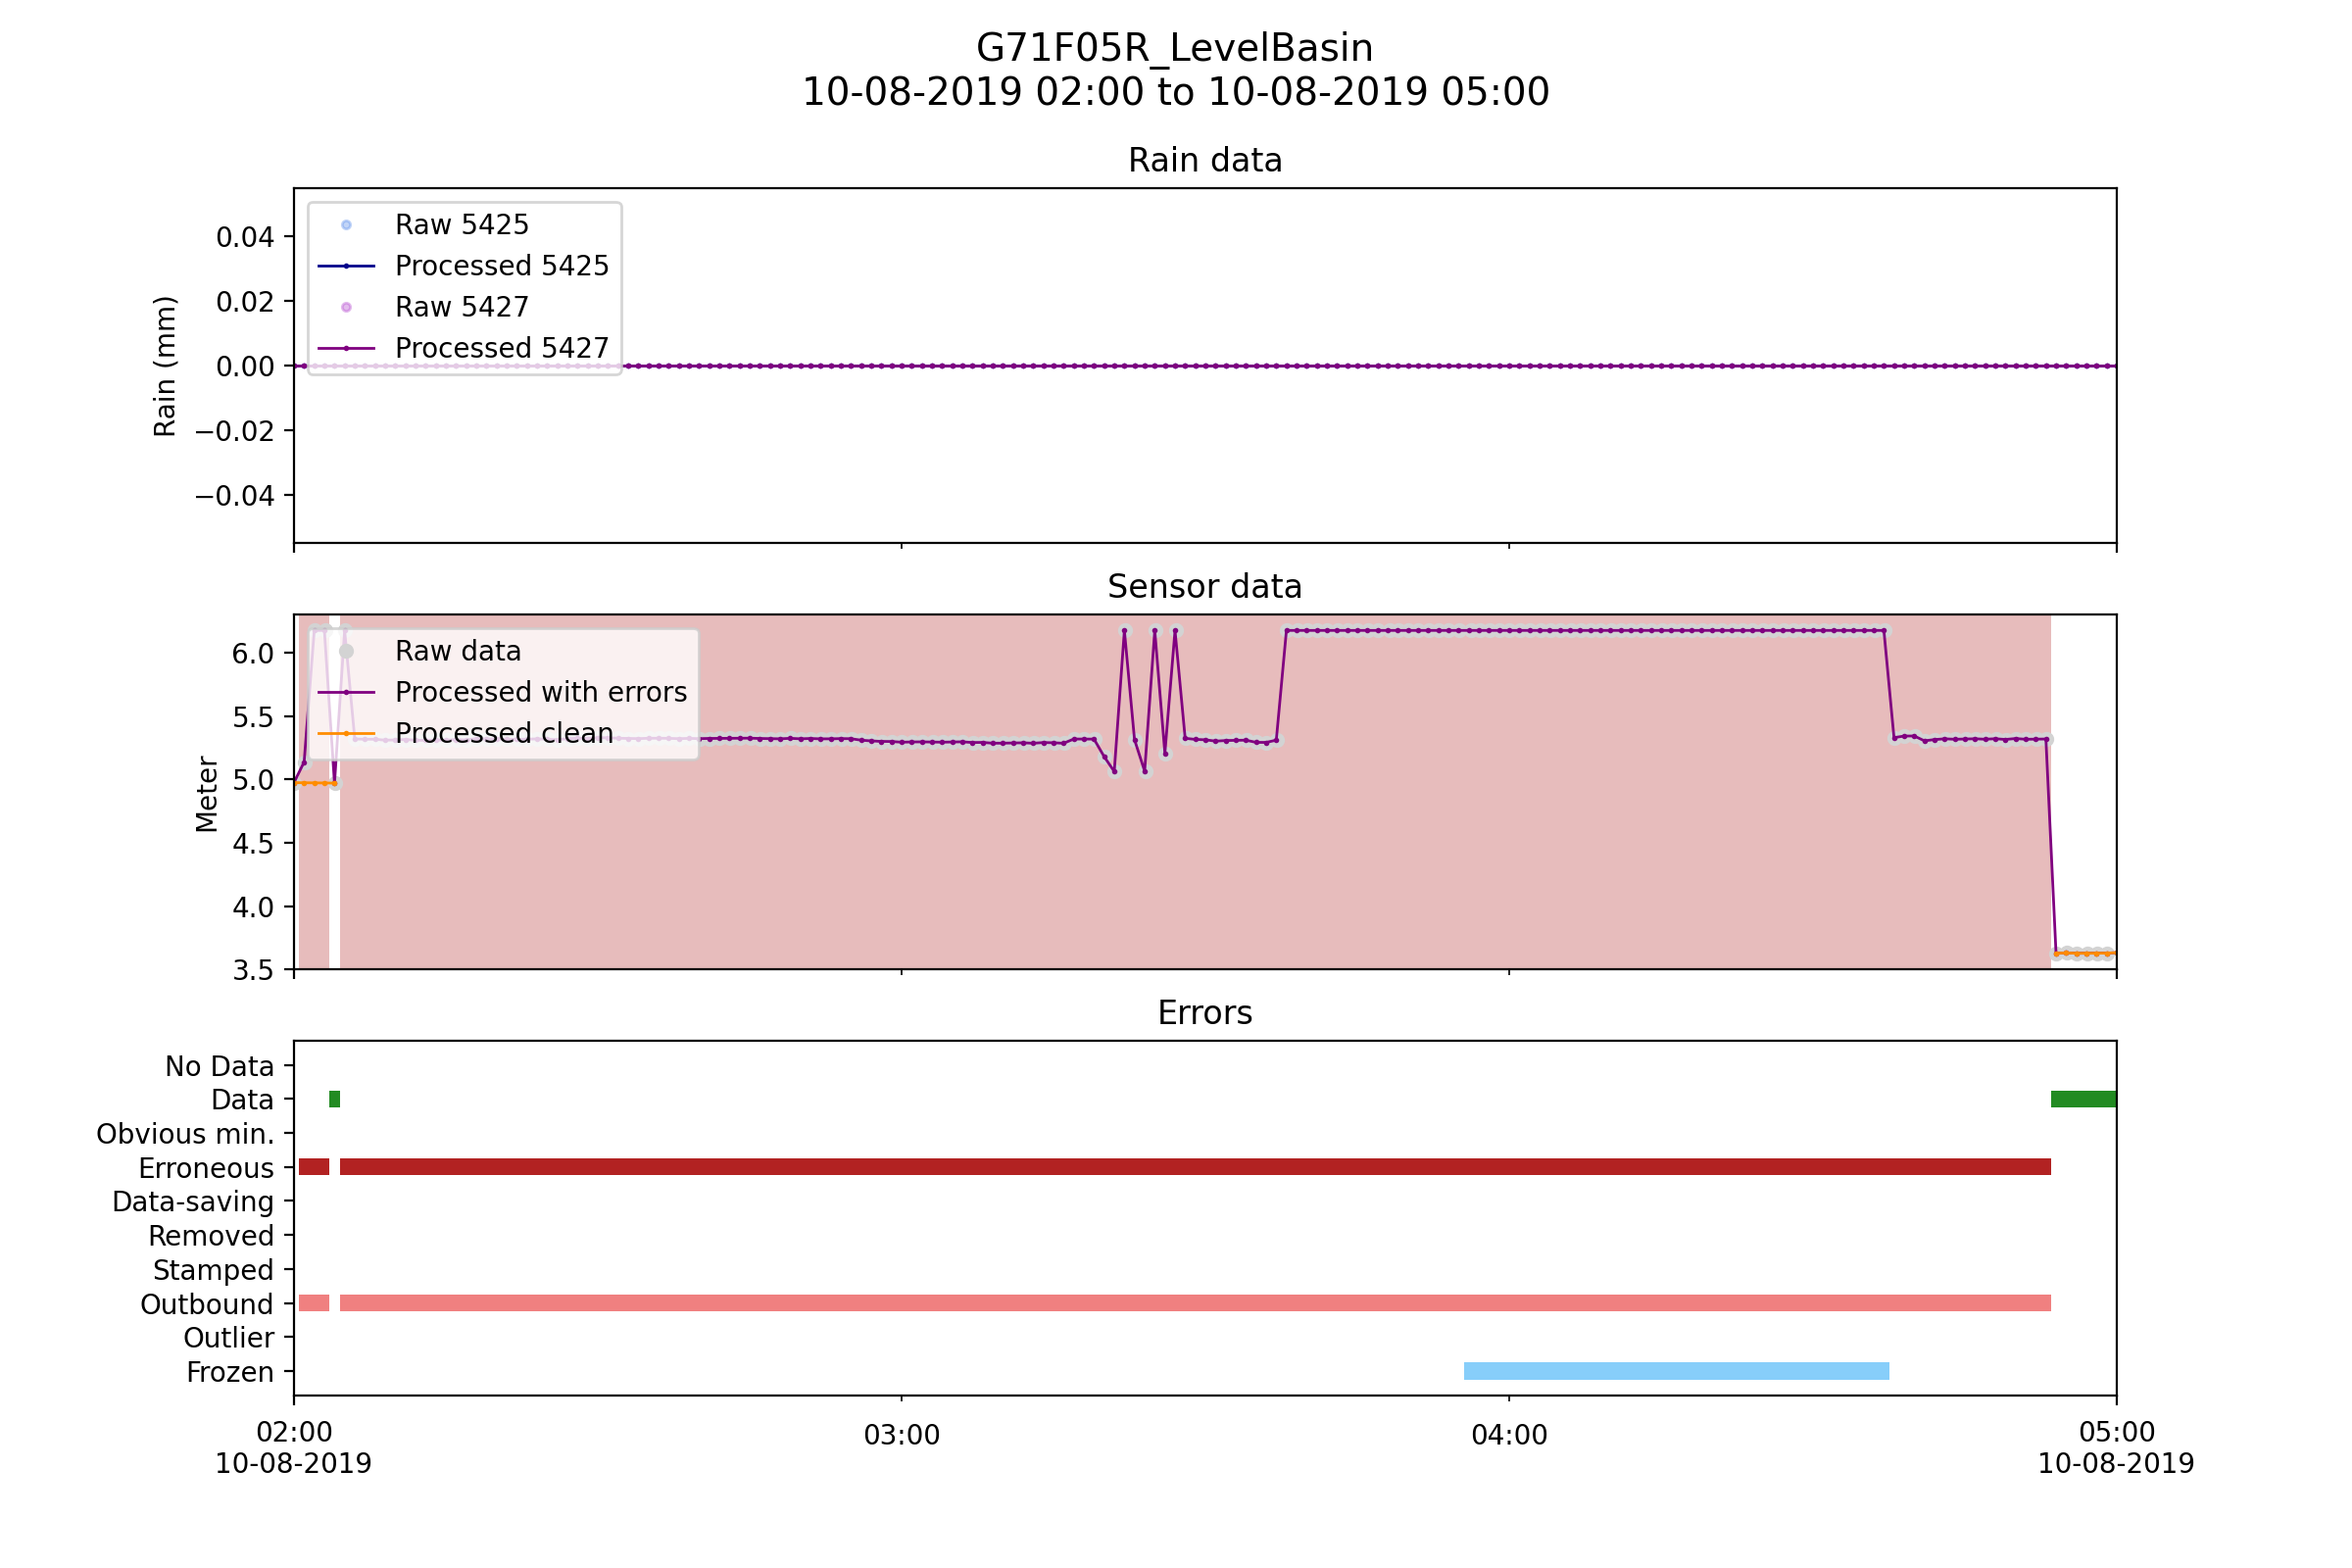 G71F05R_LevelBasin
10-08-2019 02:00 to 10-08-2019 05:00
Rain data
Raw 5425
Processed 5425
Raw 5427
Processed 5427
0.04
0.02
0.00
−0.02
−0.04
Rain (mm)
Sensor data
Raw data
Processed with errors
Processed clean
6.0
5.5
5.0
4.5
4.0
3.5
Meter
Errors
No Data
Data
Obvious min.
Erroneous
Data-saving
Removed
Stamped
Outbound
Outlier
Frozen
02:00
10-08-2019
03:00
04:00
05:00
10-08-2019